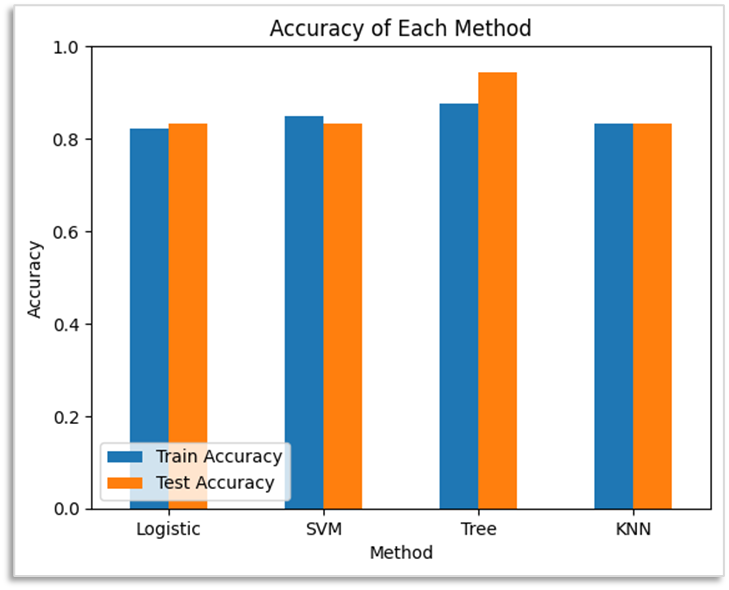 Accuracy of Each Method
1.0
0.8
0.6
0.4
0.2
0.0
Accuracy
Train Accuracy
Test Accuracy
Logistic SVM Tree KNN
Method